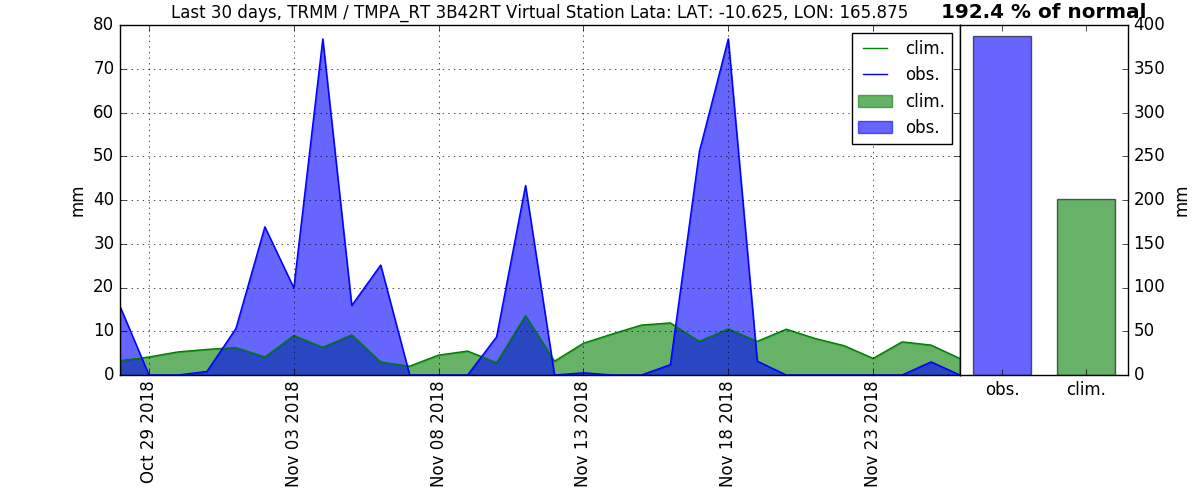 Last 30 days, TRMM / TMPA_RT 3B42RT Virtual Station Lata: LAT: -10.625, LON: 165.875
192.4 % of normal
80
70
60
50
40
30
20
10
0
mm
clim.
obs.
clim.
obs.
400
350
300
250
200
150
100
50
0
mm
Oct 29 2018
Nov 03 2018
Nov 08 2018
Nov 13 2018
Nov 18 2018
Nov 23 2018
obs.
clim.